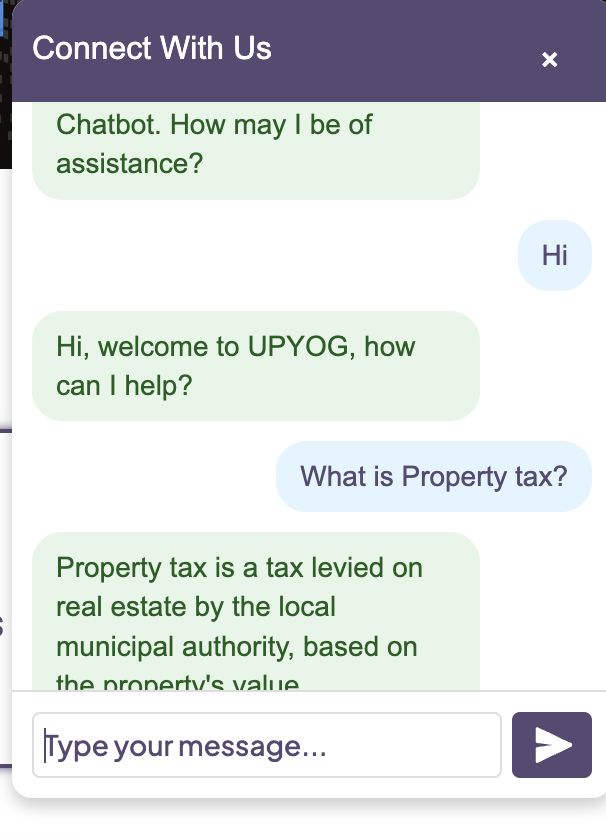 Connect With Us
×
Chatbot. How may I be of
assistance?
Hi
Hi, welcome to UPYOG, how
can I help?
What is Property tax?
Property tax is a tax levied on
real estate by the local
municipal authority, based on
the property's value
Type your message...